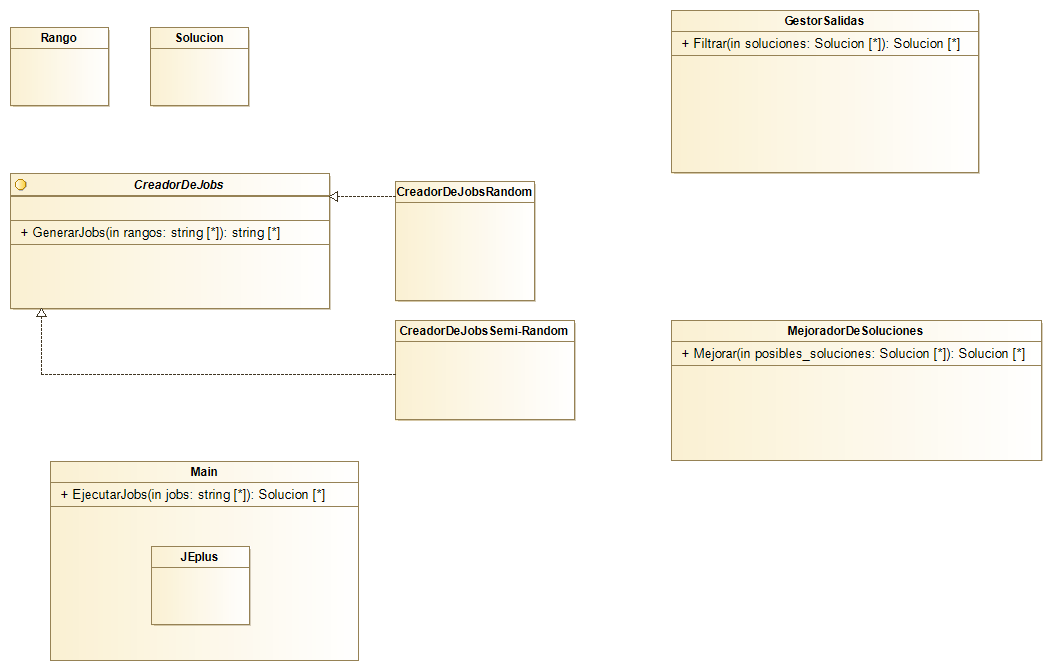 Rango
Solucion
GestorSalidas
+ Filtrar(in soluciones: Solucion [*]): Solucion [*]
CreadorDeJobs
+ GenerarJobs(in rangos: string [*]): string [*]
CreadorDeJobsRandom
CreadorDeJobsSemi-Random
MejoradorDeSoluciones
+ Mejorar(in posibles_soluciones: Solucion [*]): Solucion [*]
Main
+ EjecutarJobs(in jobs: string [*]): Solucion [*]
JEplus